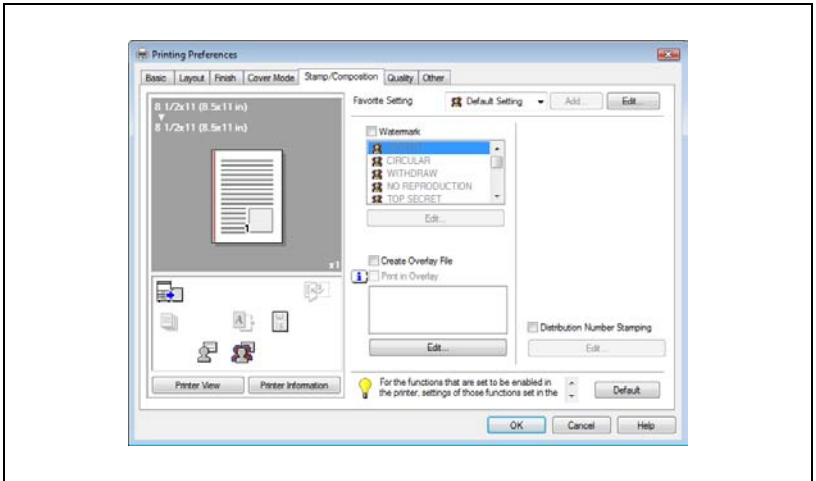 Printing Preferences
Basic Layout Finish Cover Mode Stamp/Composition Quality Other
8 1/2x11 (8.5x11 in)
8 1/2x11 (8.5x11 in)
1
x1
Printer View Printer Information
Favorite Setting Default Setting Add... Edit...
Watermark
CIRCULAR
WITHDRAW
NO REPRODUCTION
TOP SECRET
Edit...
Create Overlay File
Print in Overlay
Edit...
Distribution Number Stamping
Edit...
For the functions that are set to be enabled in
the printer, settings of those functions set in the
Default
OK Cancel Help